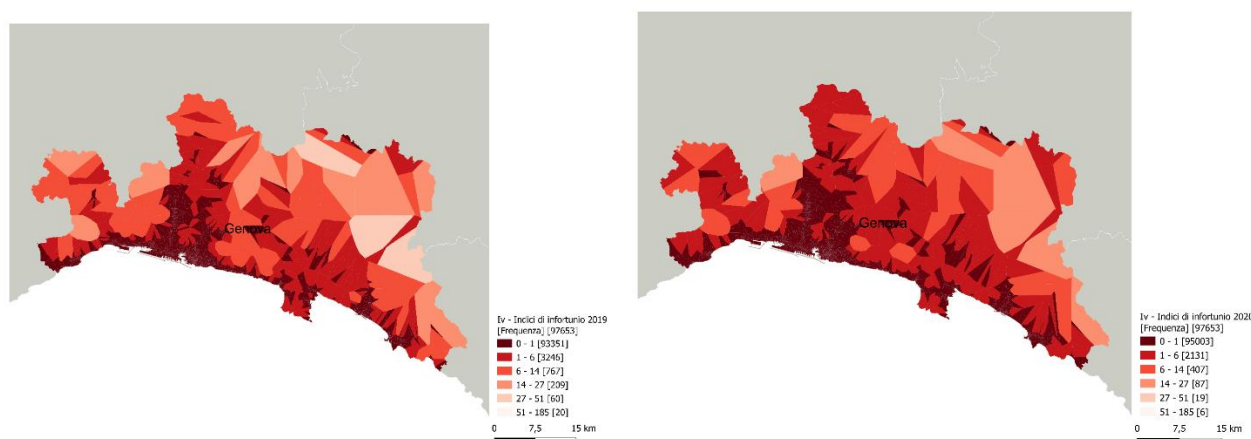 Genova
Iv - Indici di infortunio 2019
[Frequenza] [97653]
0 - 1 [93351]
1 - 6 [3246]
6 - 14 [767]
14 - 27 [209]
27 - 51 [60]
51 - 185 [20]
0 7,5 15 km
Genova
Iv - Indici di infortunio 2020
[Frequenza] [97653]
0 - 1 [95003]
1 - 6 [2131]
6 - 14 [407]
14 - 27 [87]
27 - 51 [19]
51 - 185 [6]
0 7,5 15 km